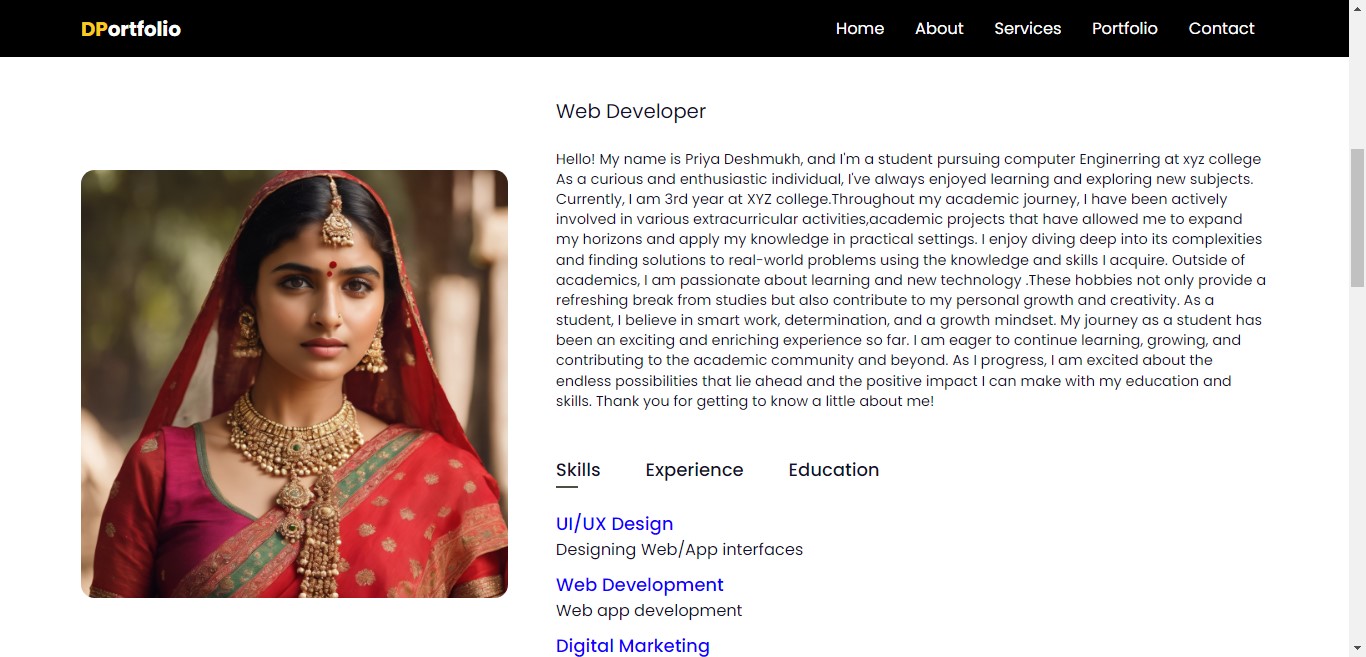 DPortfolio
Home About Services Portfolio Contact
Web Developer
Hello! My name is Priya Deshmukh, and I'm a student pursuing computer Enginerring at xyz college
As a curious and enthusiastic individual, I've always enjoyed learning and exploring new subjects.
Currently, I am 3rd year at XYZ college.Throughout my academic journey, I have been actively
involved in various extracurricular activities,academic projects that have allowed me to expand
my horizons and apply my knowledge in practical settings. I enjoy diving deep into its complexities
and finding solutions to real-world problems using the knowledge and skills I acquire. Outside of
academics, I am passionate about learning and new technology .These hobbies not only provide a
refreshing break from studies but also contribute to my personal growth and creativity. As a
student, I believe in smart work, determination, and a growth mindset. My journey as a student has
been an exciting and enriching experience so far. I am eager to continue learning, growing, and
contributing to the academic community and beyond. As I progress, I am excited about the
endless possibilities that lie ahead and the positive impact I can make with my education and
skills. Thank you for getting to know a little about me!
Skills Experience Education
UI/UX Design
Designing Web/App interfaces
Web Development
Web app development
Digital Marketing